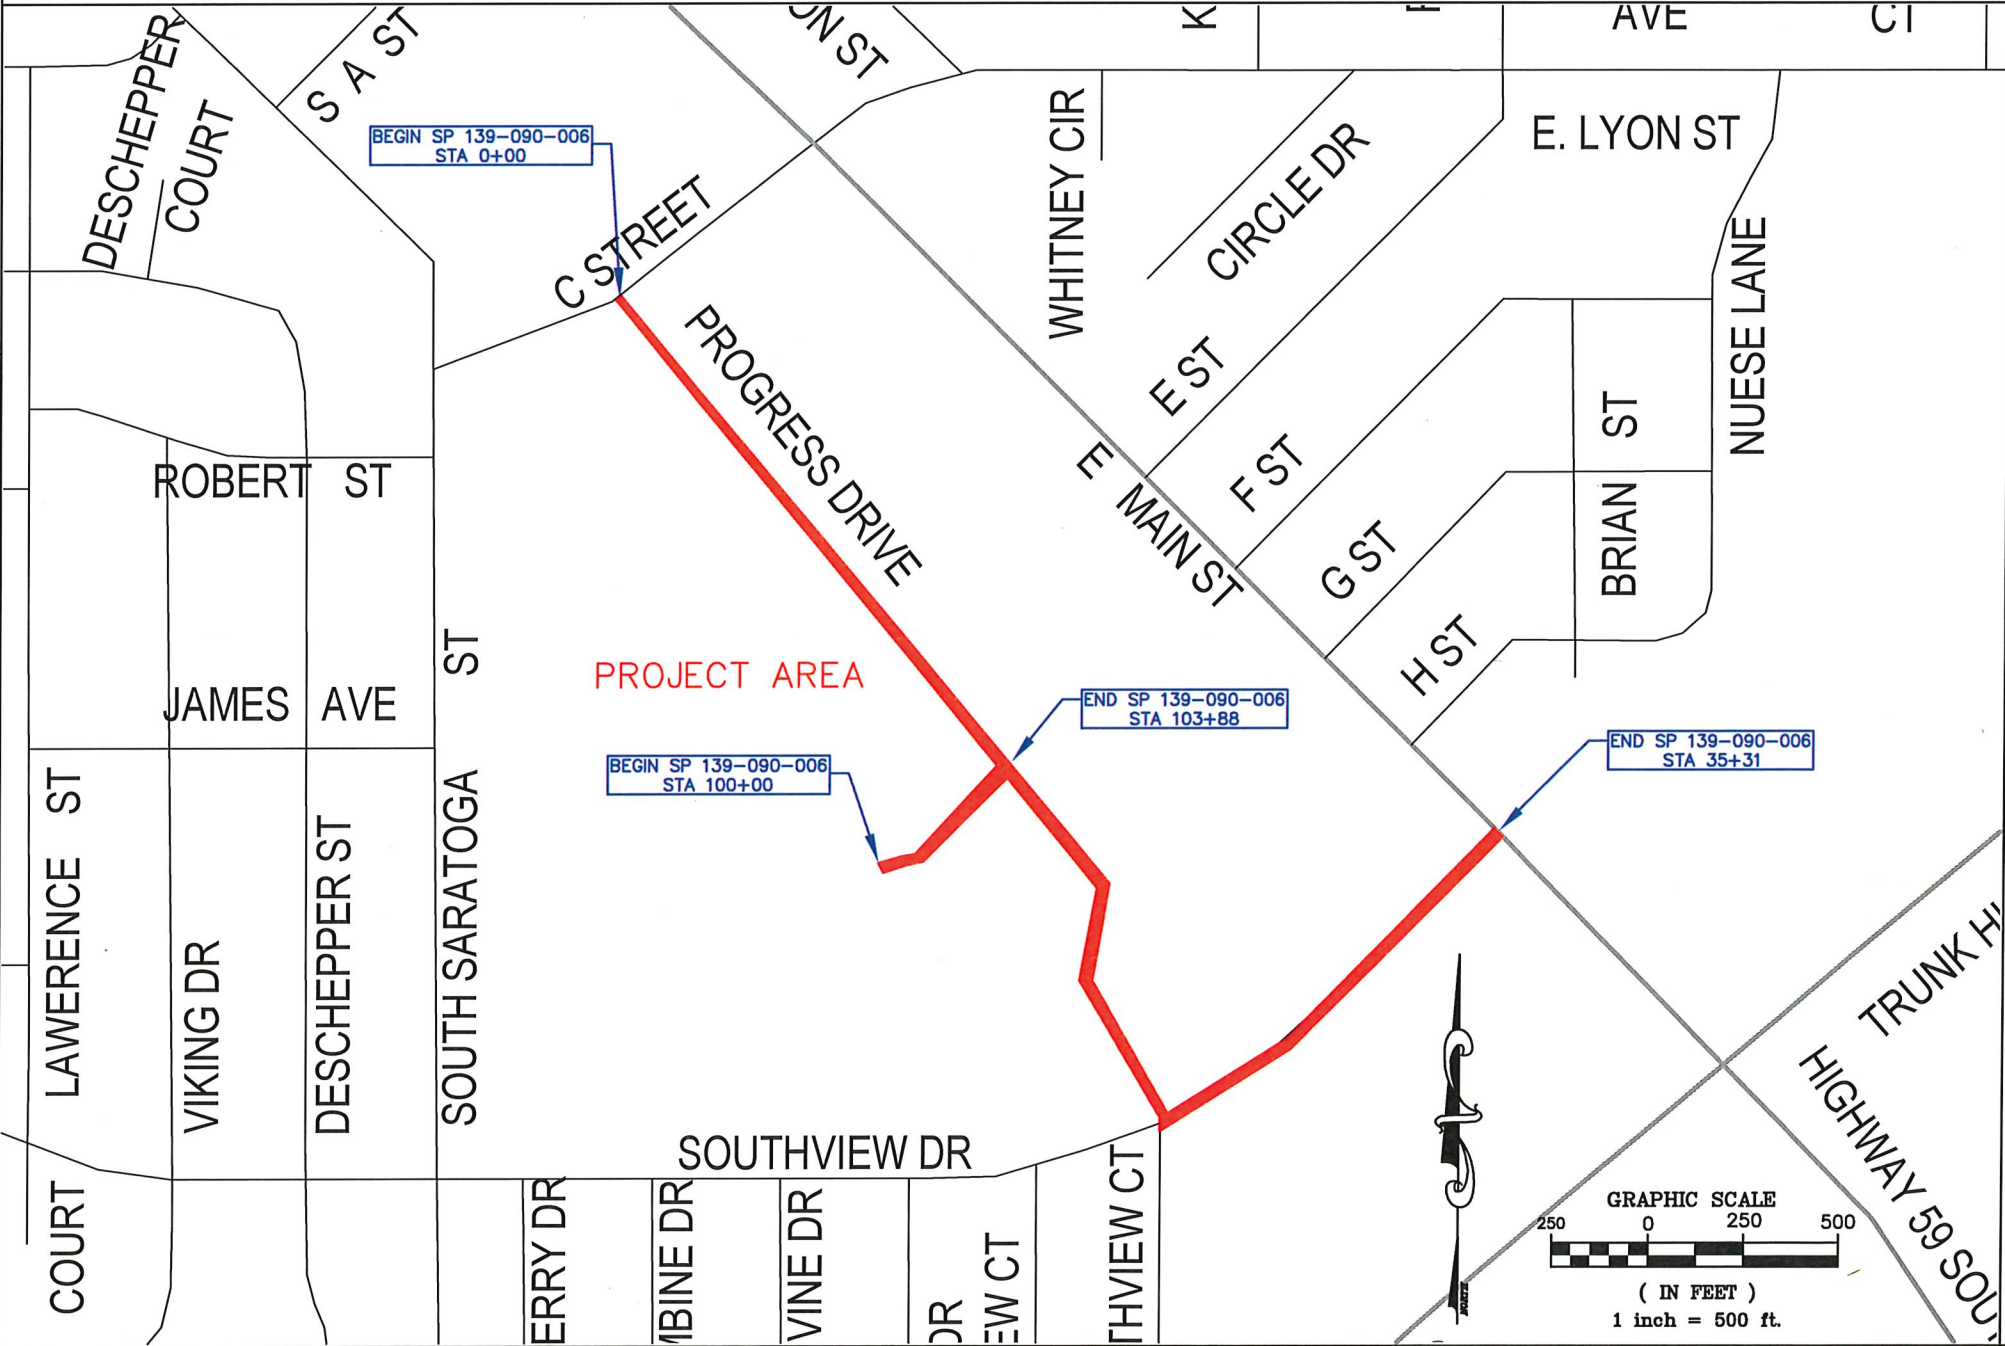 ON ST
K
AVE
CT
DESCHEPPER
COURT
S A ST
BEGIN SP 139-090-006
STA 0+00
C STREET
WHITNEY CIR
CIRCLE DR
E. LYON ST
NUESE LANE
PROGRESS DRIVE
E ST
F ST
G ST
H ST
BRIAN ST
E MAIN ST
ROBERT ST
JAMES AVE
PROJECT AREA
END SP 139-090-006
STA 103+88
BEGIN SP 139-090-006
STA 100+00
END SP 139-090-006
STA 35+31
LAWERENCE ST
VIKING DR
DESCHEPPER ST
SOUTH SARATOGA ST
SOUTHVIEW DR
COURT
ERRY DR
MBINE DR
VINE DR
DR
EW CT
THVIEW CT
TRUNK H
HIGHWAY 59 SOU
NORTH
GRAPHIC SCALE
250 0 250 500
( IN FEET )
1 inch = 500 ft.